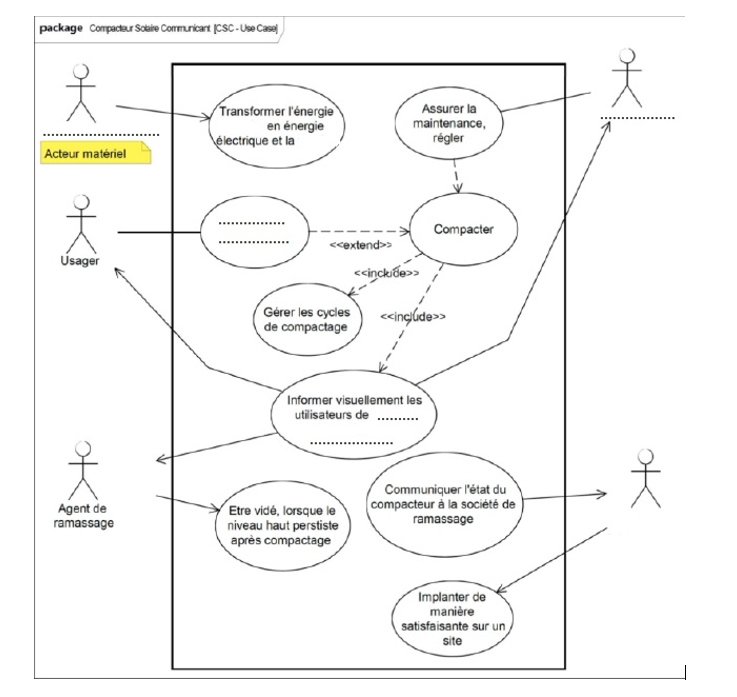 package Compacteur Solaire Communicant [CSC - Use Case]
Transformer l'énergie
en énergie
électrique et la
Assurer la
maintenance,
régler
....................
Acteur matériel
....................
Usager
....................
....................
<<extend>>
Compacter
<<include>>
Gérer les cycles
de compactage
<<include>>
Informer visuellement les
utilisateurs de ..........
....................
Agent de
ramassage
Etre vidé, lorsque le
niveau haut perstiste
après compactage
Communiquer l'état du
compacteur à la société de
ramassage
Implanter de
manière
satisfaisante sur un
site